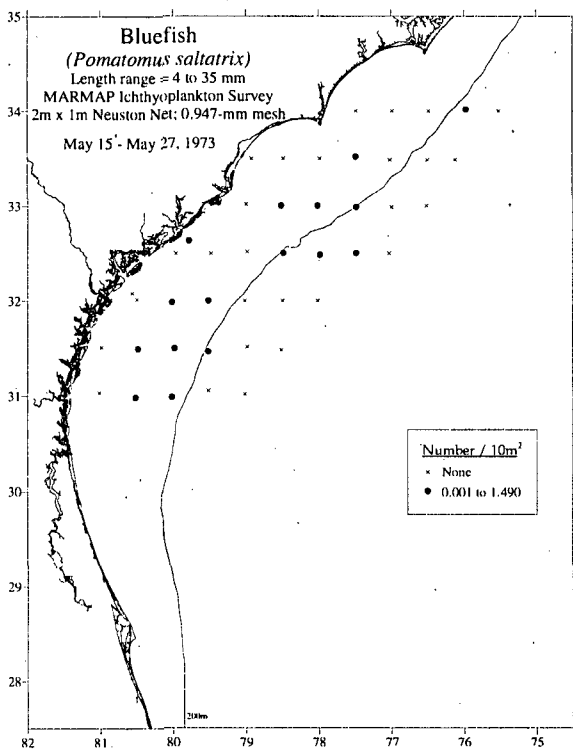 Bluefish
(Pomatomus saltatrix)
Length range = 4 to 35 mm
MARMAP Ichthyoplankton Survey
2m x 1m Neuston Net; 0.947-mm mesh
May 15 - May 27, 1973
35
34
33
32
31
30
29
28
Number / 10m²
None
0.001 to 1.490
200m
82 81 80 79 78 77 76 75